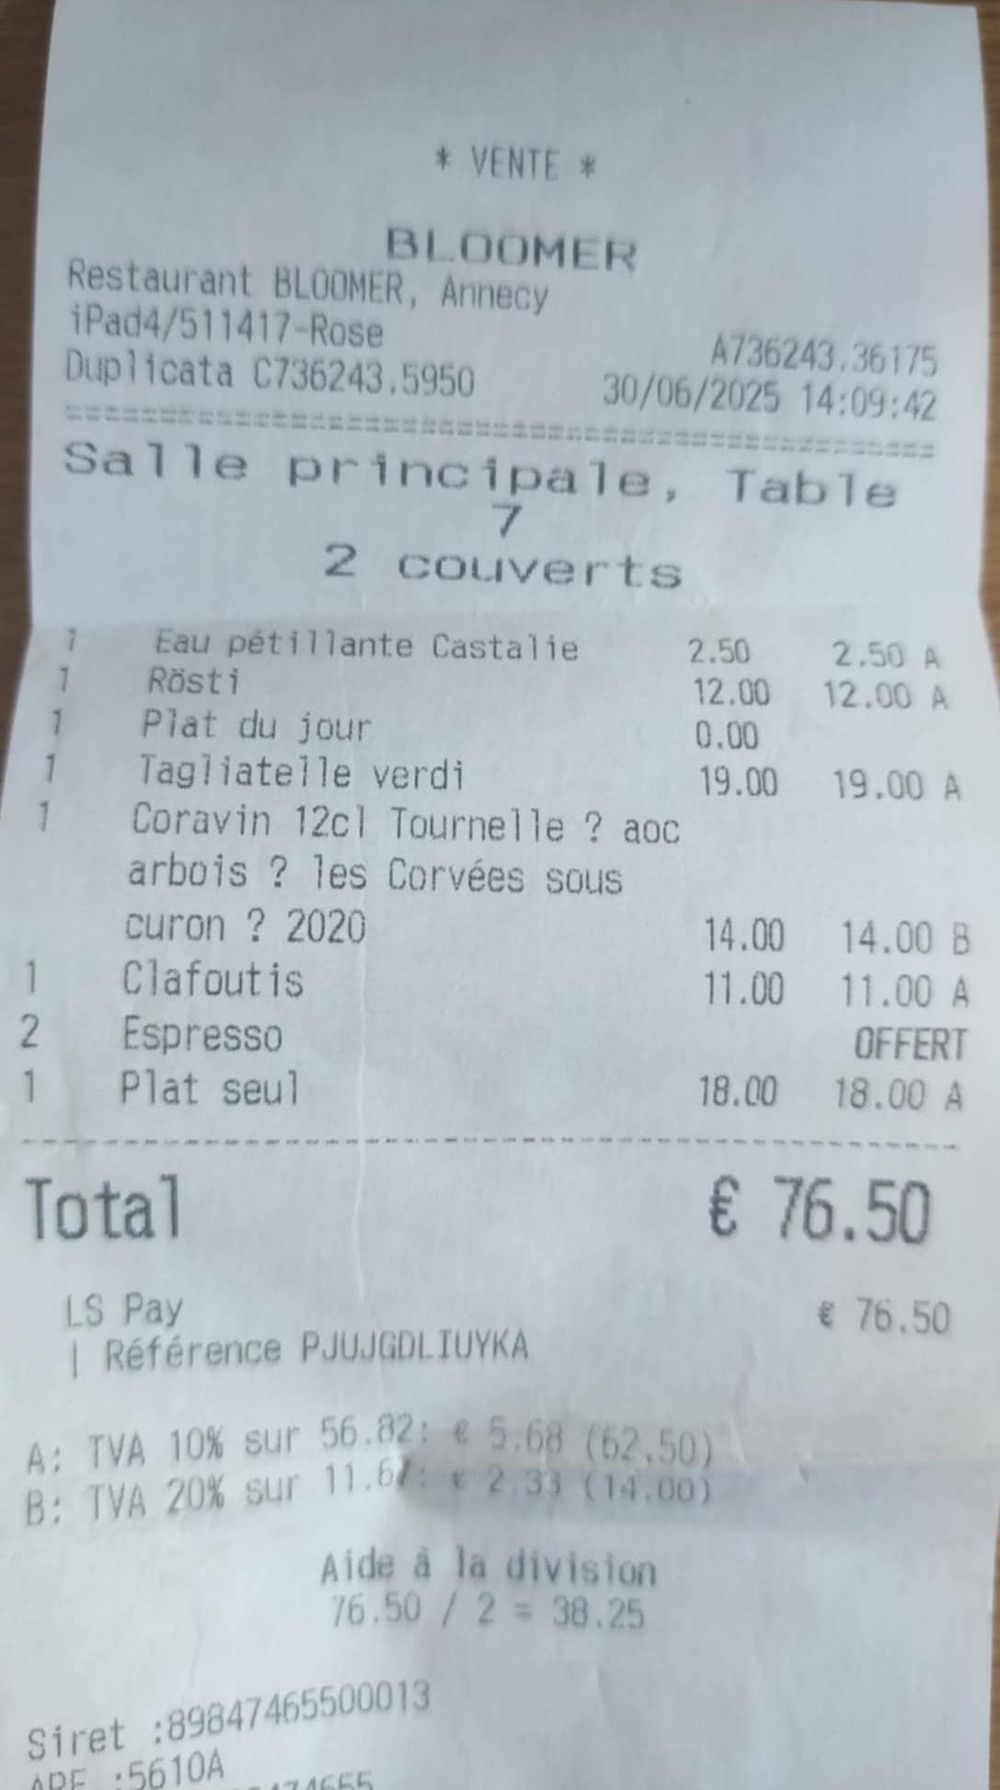 * VENTE *
BLOOMER
Restaurant BLOOMER, Annecy
iPad4/511417-Rose
A736243.36175
Duplicata C736243.5950 30/06/2025 14:09:42
================================================
Salle principale, Table
7
2 couverts
1 Eau pétillante Castalie 2.50 2.50 A
1 Rösti 12.00 12.00 A
1 Plat du jour 0.00
1 Tagliatelle verdi 19.00 19.00 A
1 Coravin 12cl Tournelle ? aoc
arbois ? les Corvées sous
curon ? 2020 14.00 14.00 B
1 Clafoutis 11.00 11.00 A
2 Espresso OFFERT
1 Plat seul 18.00 18.00 A
------------------------------------------------
Total € 76.50
LS Pay € 76.50
| Référence PJUJGDLIUYKA
A: TVA 10% sur 56.82: € 5.68 (62.50)
B: TVA 20% sur 11.67: € 2.33 (14.00)
Aide à la division
76.50 / 2 = 38.25
Siret :89847465500013
APE :5610A